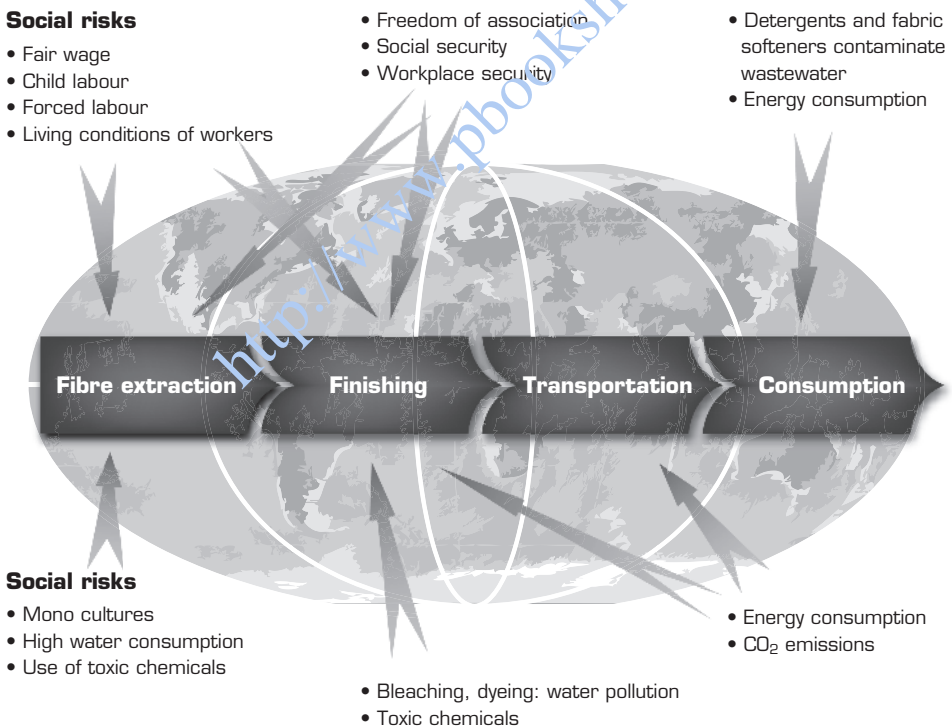 Social risks
• Fair wage
• Child labour
• Forced labour
• Living conditions of workers
• Freedom of association
• Social security
• Workplace security
• Detergents and fabric
softeners contaminate
wastewater
• Energy consumption
Fibre extraction
Finishing
Transportation
Consumption
Social risks
• Mono cultures
• High water consumption
• Use of toxic chemicals
• Bleaching, dyeing: water pollution
• Toxic chemicals
• Energy consumption
• CO₂ emissions
http://www.pbooksh